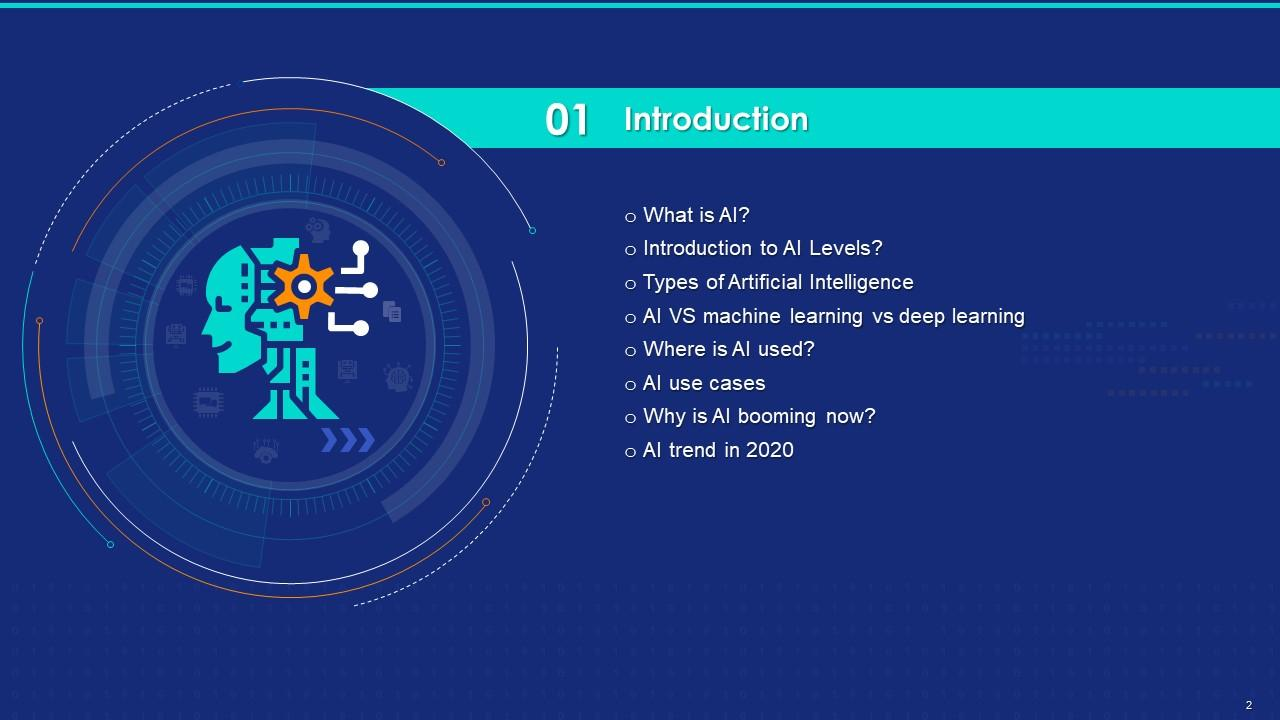 01 Introduction
o What is AI?
o Introduction to AI Levels?
o Types of Artificial Intelligence
o AI VS machine learning vs deep learning
o Where is AI used?
o AI use cases
o Why is AI booming now?
o AI trend in 2020
2